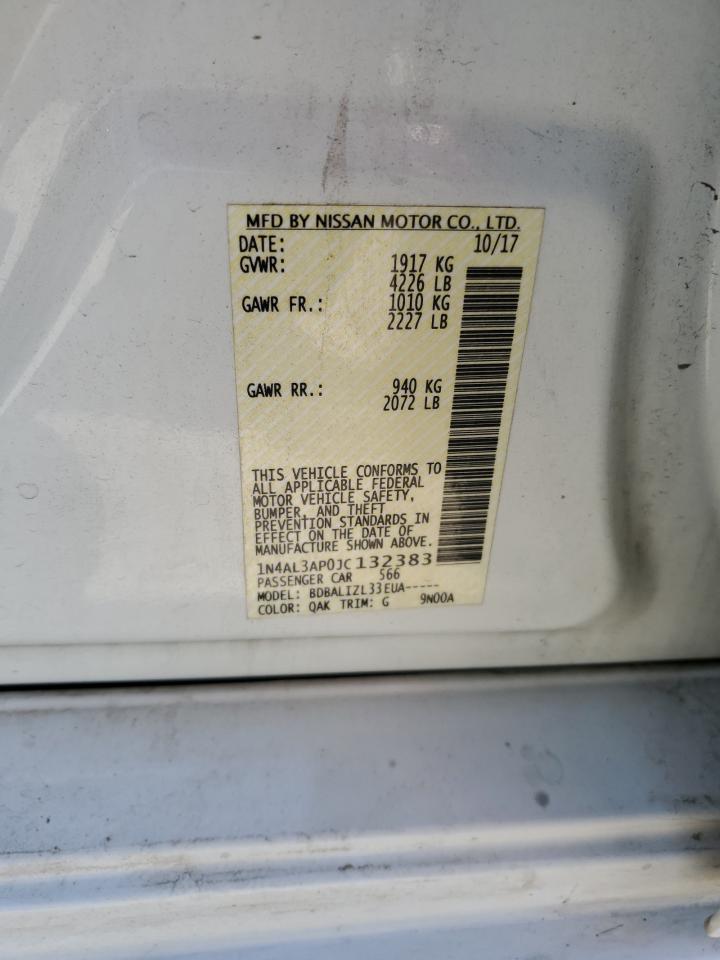 MFD BY NISSAN MOTOR CO., LTD.
DATE: 10/17
GVWR: 1917 KG
4226 LB
GAWR FR.: 1010 KG
2227 LB
GAWR RR.: 940 KG
2072 LB
THIS VEHICLE CONFORMS TO
ALL APPLICABLE FEDERAL
MOTOR VEHICLE SAFETY,
BUMPER, AND THEFT
PREVENTION STANDARDS IN
EFFECT ON THE DATE OF
MANUFACTURE SHOWN ABOVE.
1N4AL3AP0JC132383
PASSENGER CAR 566
MODEL: BDBALIZL33EUA-----
COLOR: QAK TRIM: G 9N00A